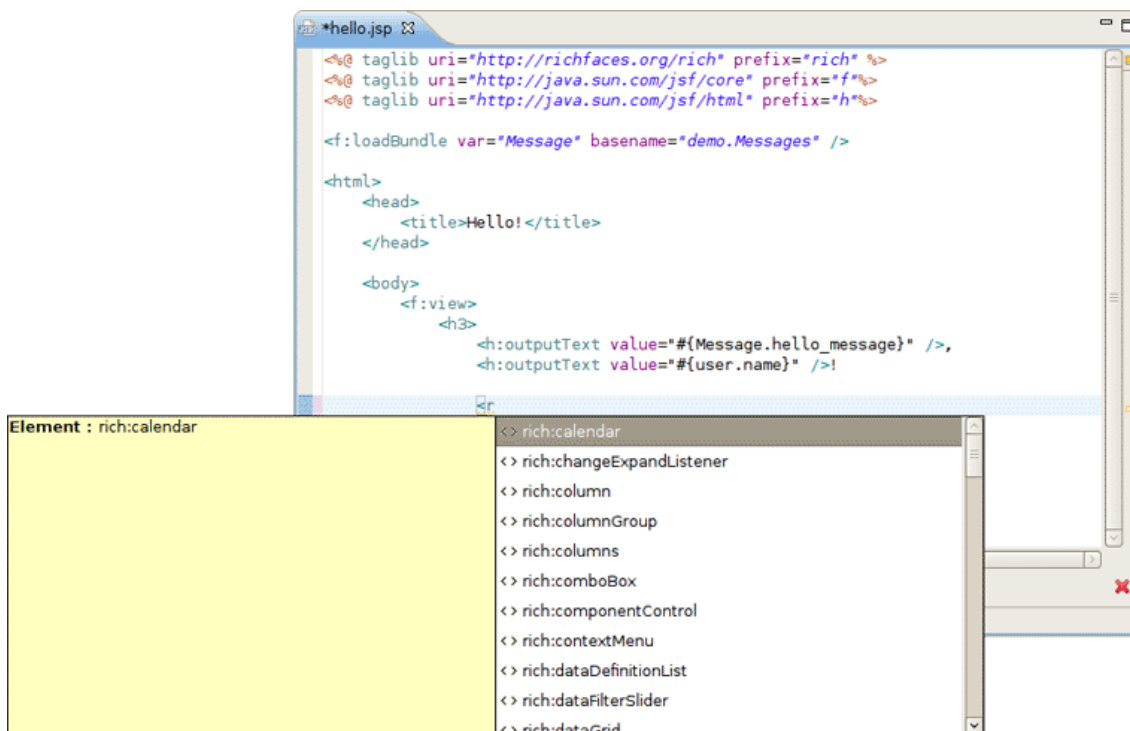 *hello.jsp
<%@ taglib uri="http://richfaces.org/rich" prefix="rich" %>
<%@ taglib uri="http://java.sun.com/jsf/core" prefix="f"%>
<%@ taglib uri="http://java.sun.com/jsf/html" prefix="h"%>
<f:loadBundle var="Message" basename="demo.Messages" />
<html>
<head>
<title>Hello!</title>
</head>
<body>
<f:view>
<h3>
<h:outputText value="#{Message.hello_message}" />,
<h:outputText value="#{user.name}" />!
<r
Element : rich:calendar
<> rich:calendar
<> rich:changeExpandListener
<> rich:column
<> rich:columnGroup
<> rich:columns
<> rich:comboBox
<> rich:componentControl
<> rich:contextMenu
<> rich:dataDefinitionList
<> rich:dataFilterSlider
<> rich:dataGrid